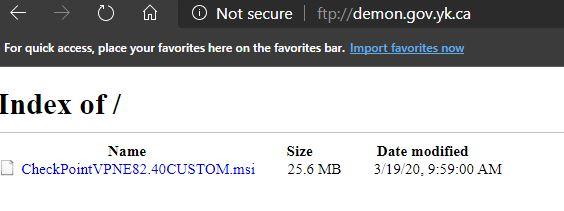 Not secure | ftp://demon.gov.yk.ca
For quick access, place your favorites here on the favorites bar. Import favorites now
Index of /
Name Size Date modified
CheckPointVPNE82.40CUSTOM.msi 25.6 MB 3/19/20, 9:59:00 AM